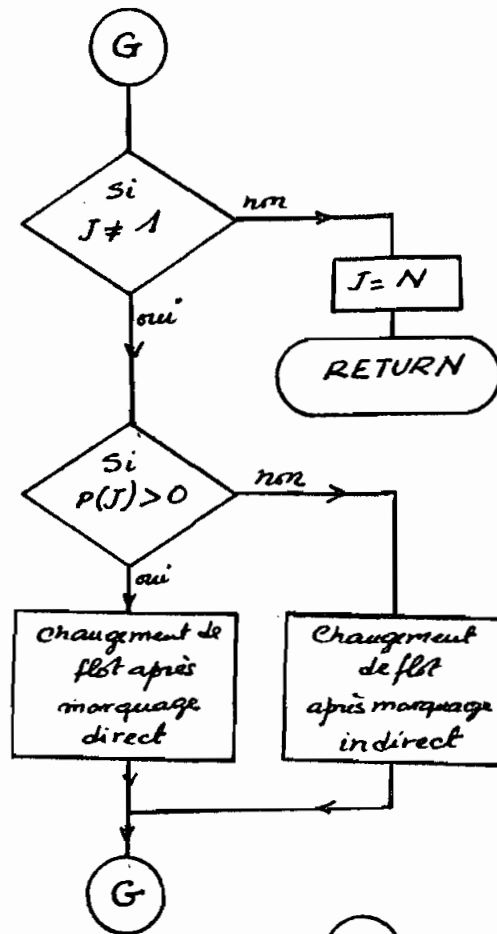 G
Si
J ≠ 1
non
J = N
RETURN
oui
Si
P(J) > 0
non
oui
Changement de
flot après
marquage
direct
Changement
de flot
après marquage
indirect
G